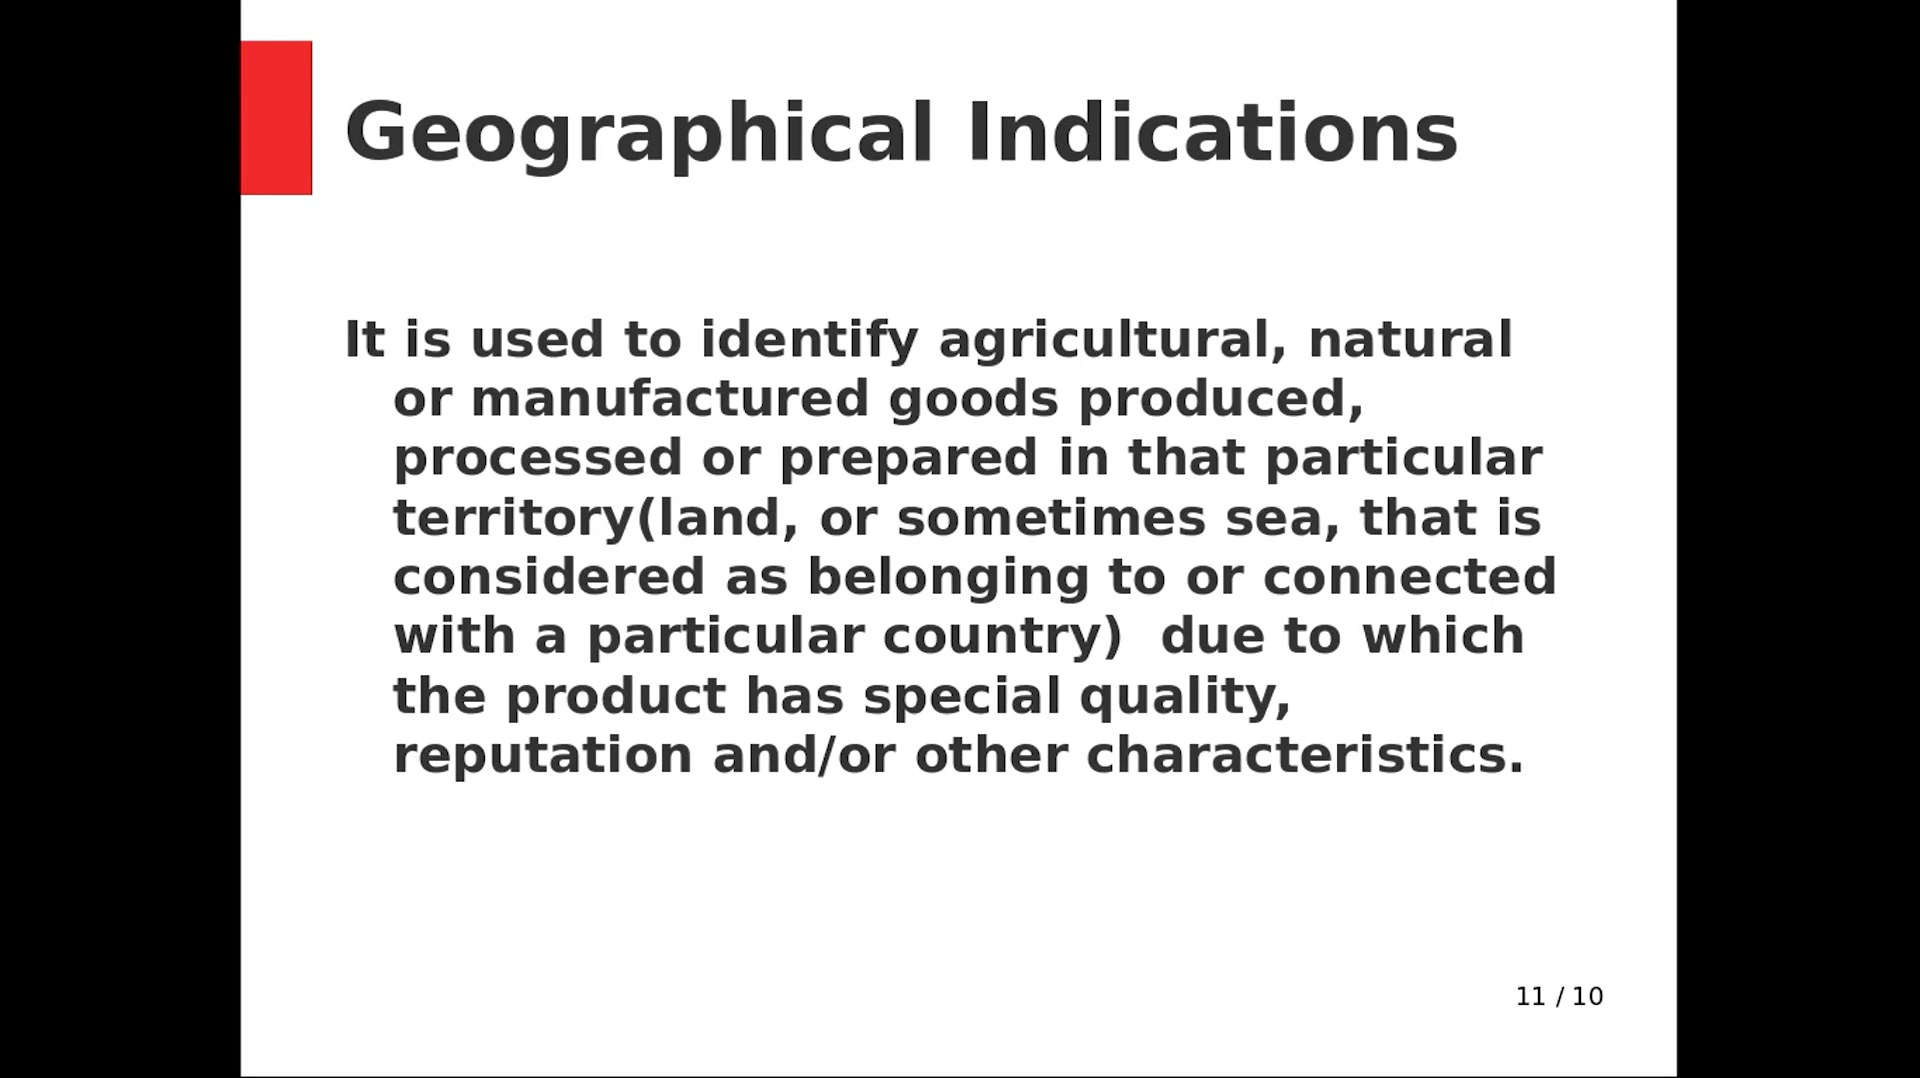 Geographical Indications
It is used to identify agricultural, natural
or manufactured goods produced,
processed or prepared in that particular
territory(land, or sometimes sea, that is
considered as belonging to or connected
with a particular country)  due to which
the product has special quality,
reputation and/or other characteristics.
11 / 10